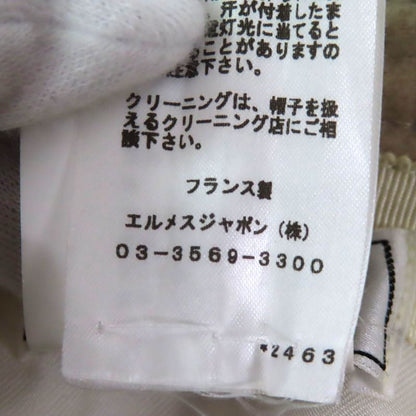 汗が付着したま
灯光に当てると
ことがありますの
下さい。
クリーニングは、帽子を扱
えるクリーニング店にご相
談下さい。
フランス製
エルメスジャポン（株）
03-3569-3300
*2463